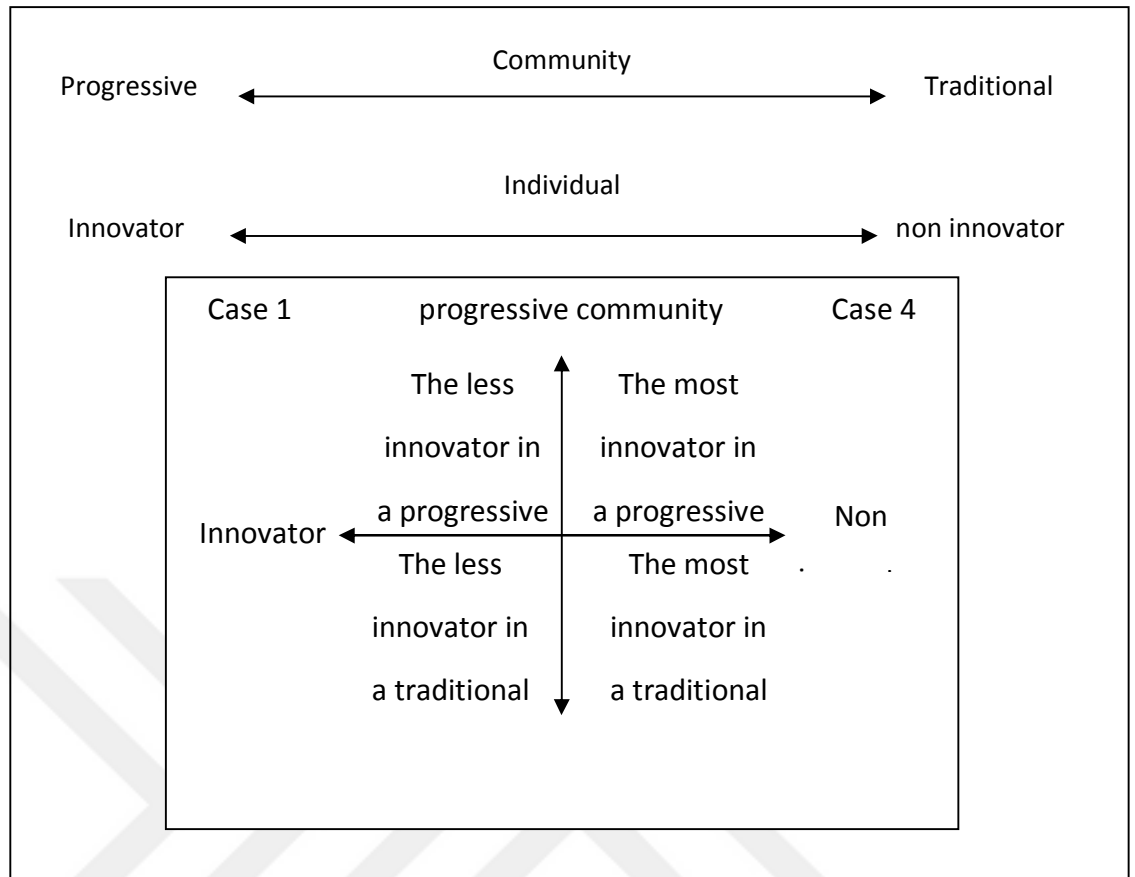 Community
Progressive Traditional
Individual
Innovator non innovator
Case 1 progressive community Case 4
The less The most
innovator in innovator in
a progressive a progressive
Innovator Non
The less The most
innovator in innovator in
a traditional a traditional